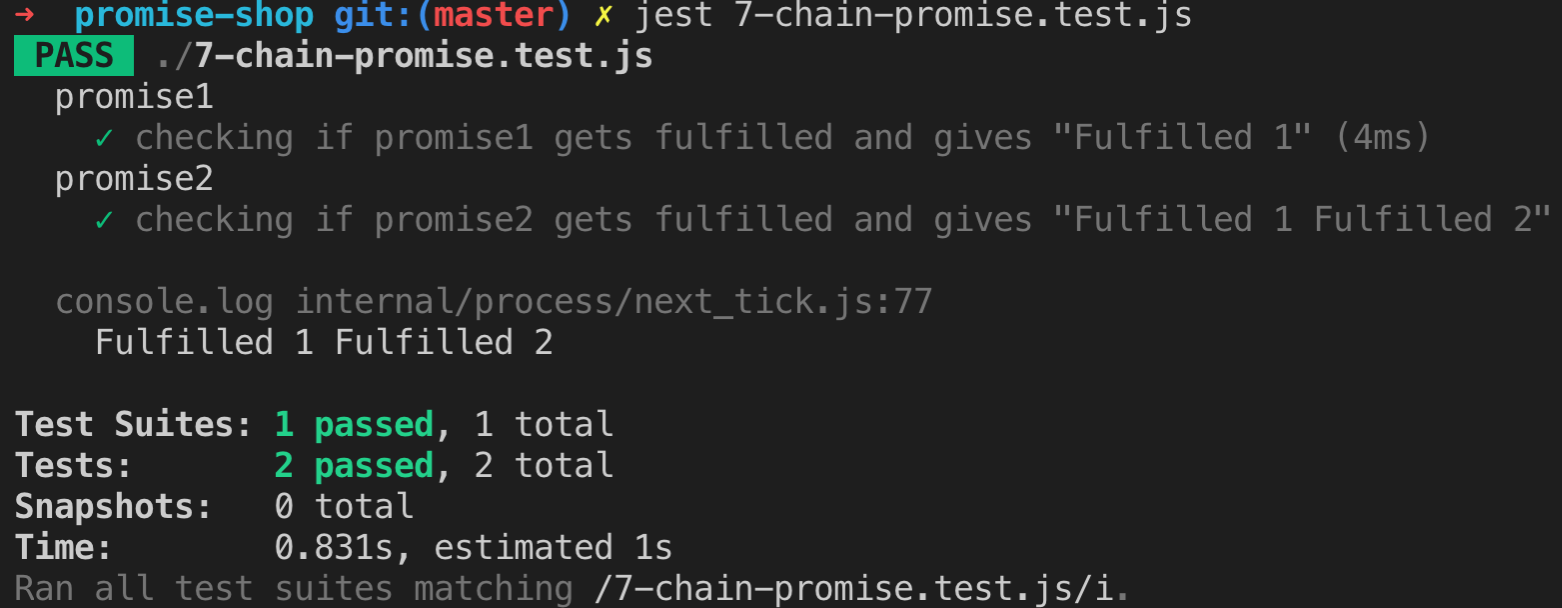 → promise-shop git:(master) ✗ jest 7-chain-promise.test.js
PASS ./7-chain-promise.test.js
promise1
✓ checking if promise1 gets fulfilled and gives "Fulfilled 1" (4ms)
promise2
✓ checking if promise2 gets fulfilled and gives "Fulfilled 1 Fulfilled 2"
console.log internal/process/next_tick.js:77
Fulfilled 1 Fulfilled 2
Test Suites: 1 passed, 1 total
Tests: 2 passed, 2 total
Snapshots: 0 total
Time: 0.831s, estimated 1s
Ran all test suites matching /7-chain-promise.test.js/i.